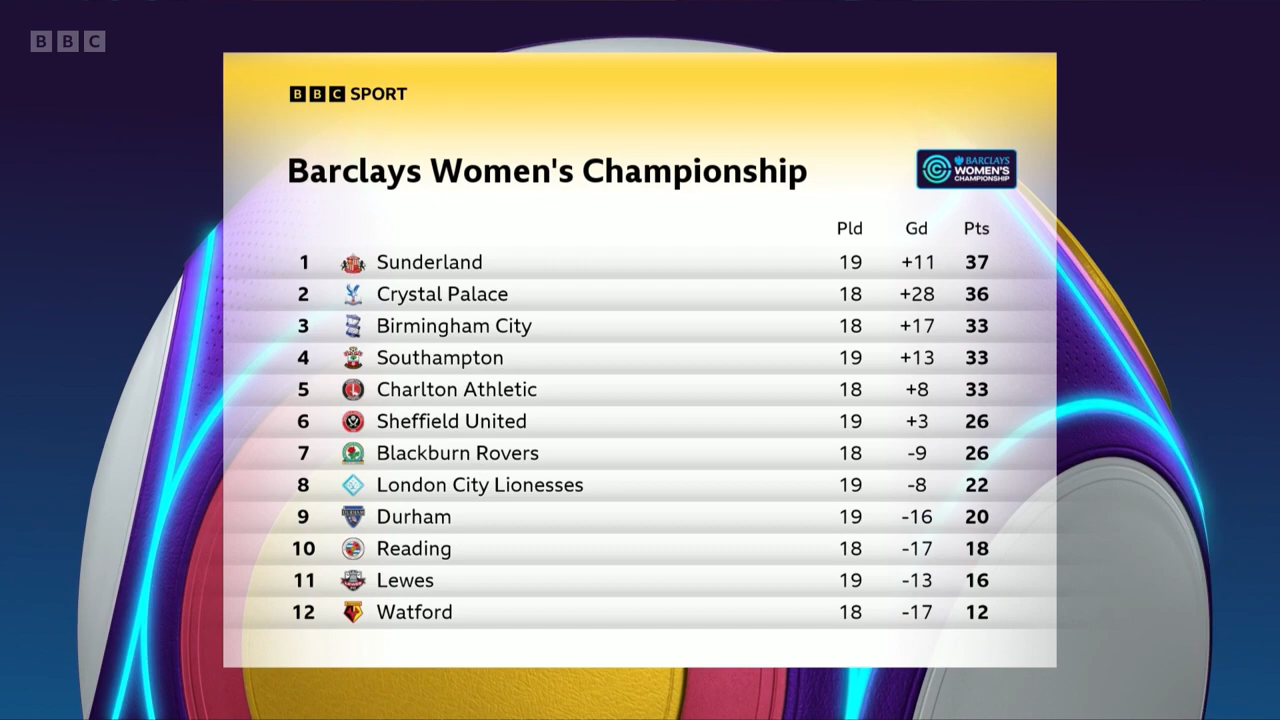 BBC
BBC SPORT
Barclays Women's Championship
BARCLAYS
WOMEN'S
CHAMPIONSHIP
Pld Gd Pts
1 Sunderland 19 +11 37
2 Crystal Palace 18 +28 36
3 Birmingham City 18 +17 33
4 Southampton 19 +13 33
5 Charlton Athletic 18 +8 33
6 Sheffield United 19 +3 26
7 Blackburn Rovers 18 -9 26
8 London City Lionesses 19 -8 22
9 Durham 19 -16 20
10 Reading 18 -17 18
11 Lewes 19 -13 16
12 Watford 18 -17 12